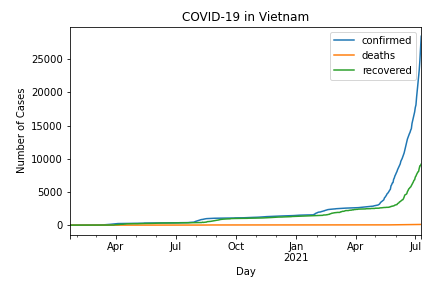 COVID-19 in Vietnam
confirmed
deaths
recovered
Number of Cases
25000
20000
15000
10000
5000
0
Apr Jul Oct Jan Apr Jul
2021
Day